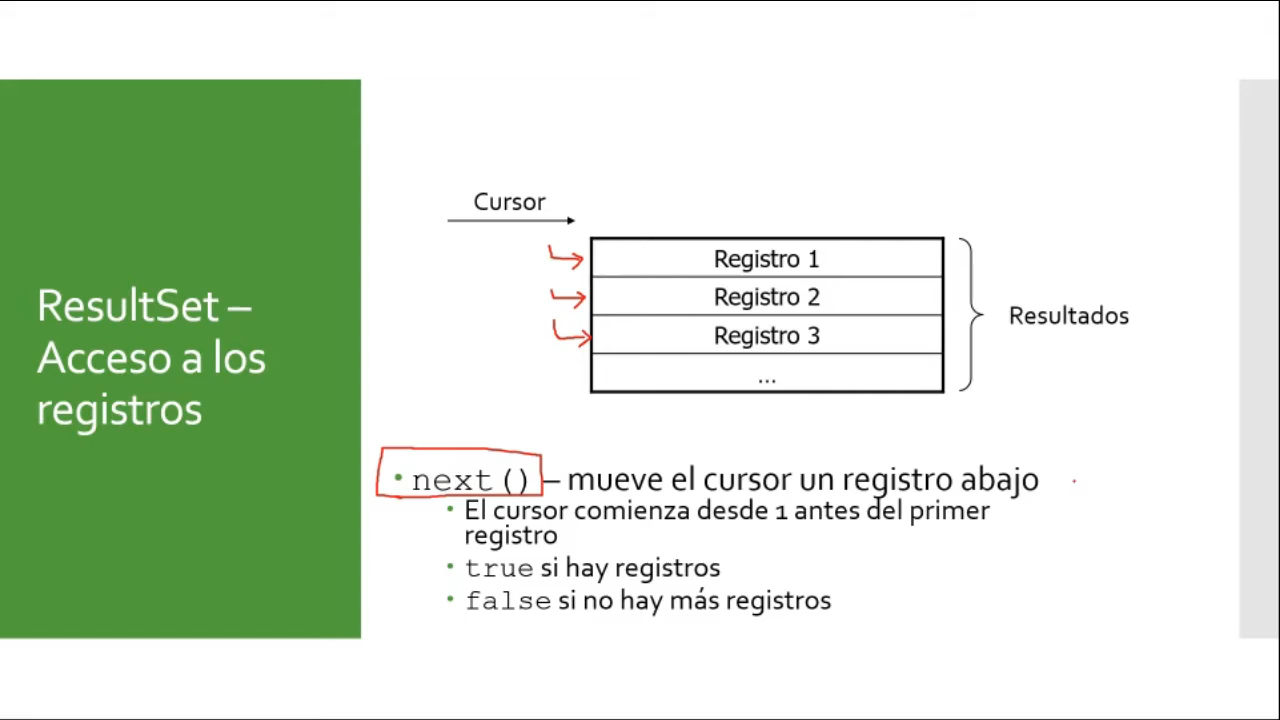 ResultSet –
Acceso a los
registros
Cursor
Registro 1
Registro 2
Registro 3
...
Resultados
• next() – mueve el cursor un registro abajo
• El cursor comienza desde 1 antes del primer
registro
• true si hay registros
• false si no hay más registros